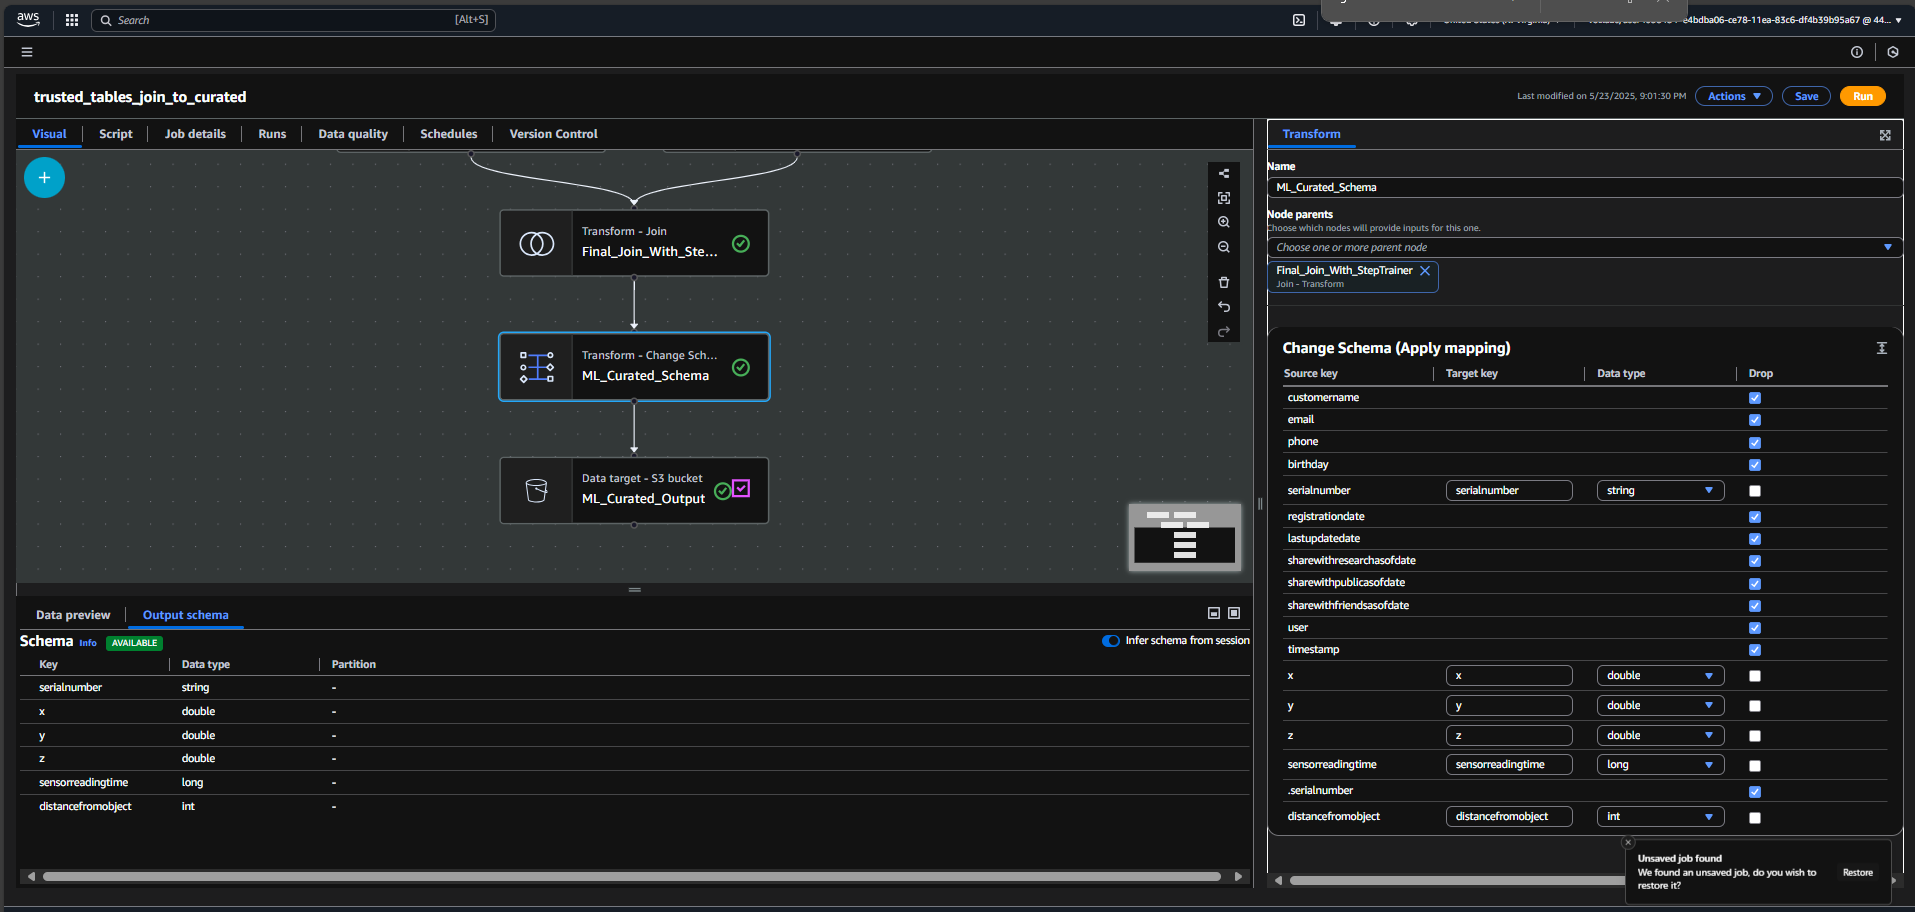 aws
Search
[Alt+S]
e4bdba06-ce78-11ea-83c6-df4b39b95a67 @ 44...
trusted_tables_join_to_curated
Last modified on 5/23/2025, 9:01:30 PM
Actions
Save
Run
Visual
Script
Job details
Runs
Data quality
Schedules
Version Control
Transform - Join
Final_Join_With_Ste...
Transform - Change Sch...
ML_Curated_Schema
Data target - S3 bucket
ML_Curated_Output
Data preview
Output schema
Schema Info AVAILABLE
Infer schema from session
Key Data type Partition
serialnumber string -
x double -
y double -
z double -
sensorreadingtime long -
distancefromobject int -
Transform
Name
ML_Curated_Schema
Node parents
Choose which nodes will provide inputs for this one.
Choose one or more parent node
Final_Join_With_StepTrainer
Join - Transform
Change Schema (Apply mapping)
Source key Target key Data type Drop
customername
email
phone
birthday
serialnumber serialnumber string
registrationdate
lastupdatedate
sharewithresearchasofdate
sharewithpublicasofdate
sharewithfriendsasofdate
user
timestamp
x x double
y y double
z z double
sensorreadingtime sensorreadingtime long
.serialnumber
distancefromobject distancefromobject int
Unsaved job found
We found an unsaved job, do you wish to
restore it?
Restore